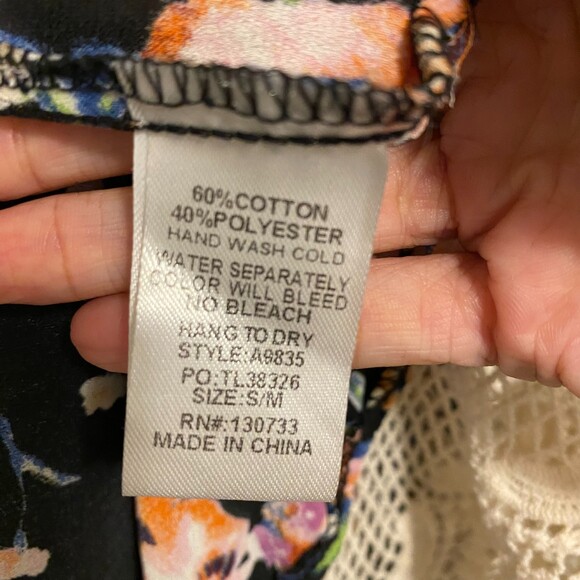 60%COTTON
40%POLYESTER
HAND WASH COLD
WATER SEPARATELY
COLOR WILL BLEED
NO BLEACH
HANG TO DRY
STYLE:A9835
PO:TL38326
SIZE:S/M
RN#:130733
MADE IN CHINA